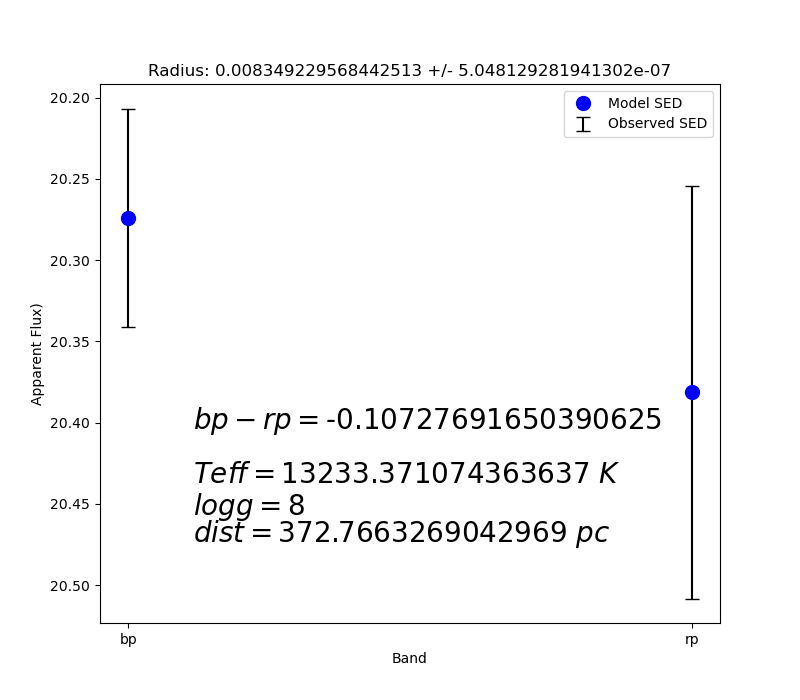 Radius: 0.008349229568442513 +/- 5.048129281941302e-07
Model SED
Observed SED
20.20
20.25
20.30
20.35
20.40
20.45
20.50
Apparent Flux)
bp − rp = -0.10727691650390625
Teff = 13233.371074363637 K
logg = 8
dist = 372.7663269042969 pc
bp
rp
Band